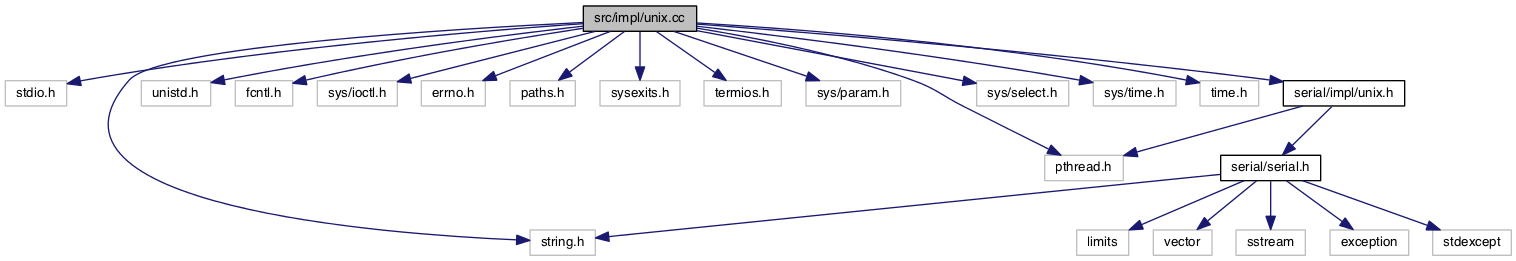 src/impl/unix.cc
stdio.h
unistd.h
fcntl.h
sys/ioctl.h
errno.h
paths.h
sysexits.h
termios.h
sys/param.h
sys/select.h
sys/time.h
time.h
serial/impl/unix.h
pthread.h
serial/serial.h
string.h
limits
vector
sstream
exception
stdexcept